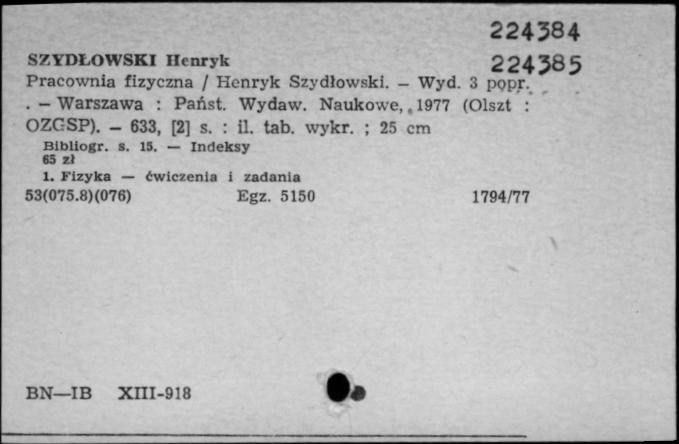 224384
SZYDŁOWSKI Henryk
224385
Pracownia fizyczna / Henryk Szydłowski. — Wyd. 3 popr.
. — Warszawa : Państ. Wydaw. Naukowe, 1977 (Olszt :
OZGSP). — 633, [2] s. : il. tab. wykr. ; 25 cm
Bibliogr. s. 15. — Indeksy
65 zł
1. Fizyka — ćwiczenia i zadania
53(075.8)(076) Egz. 5150 1794/77
BN—IB XIII-918